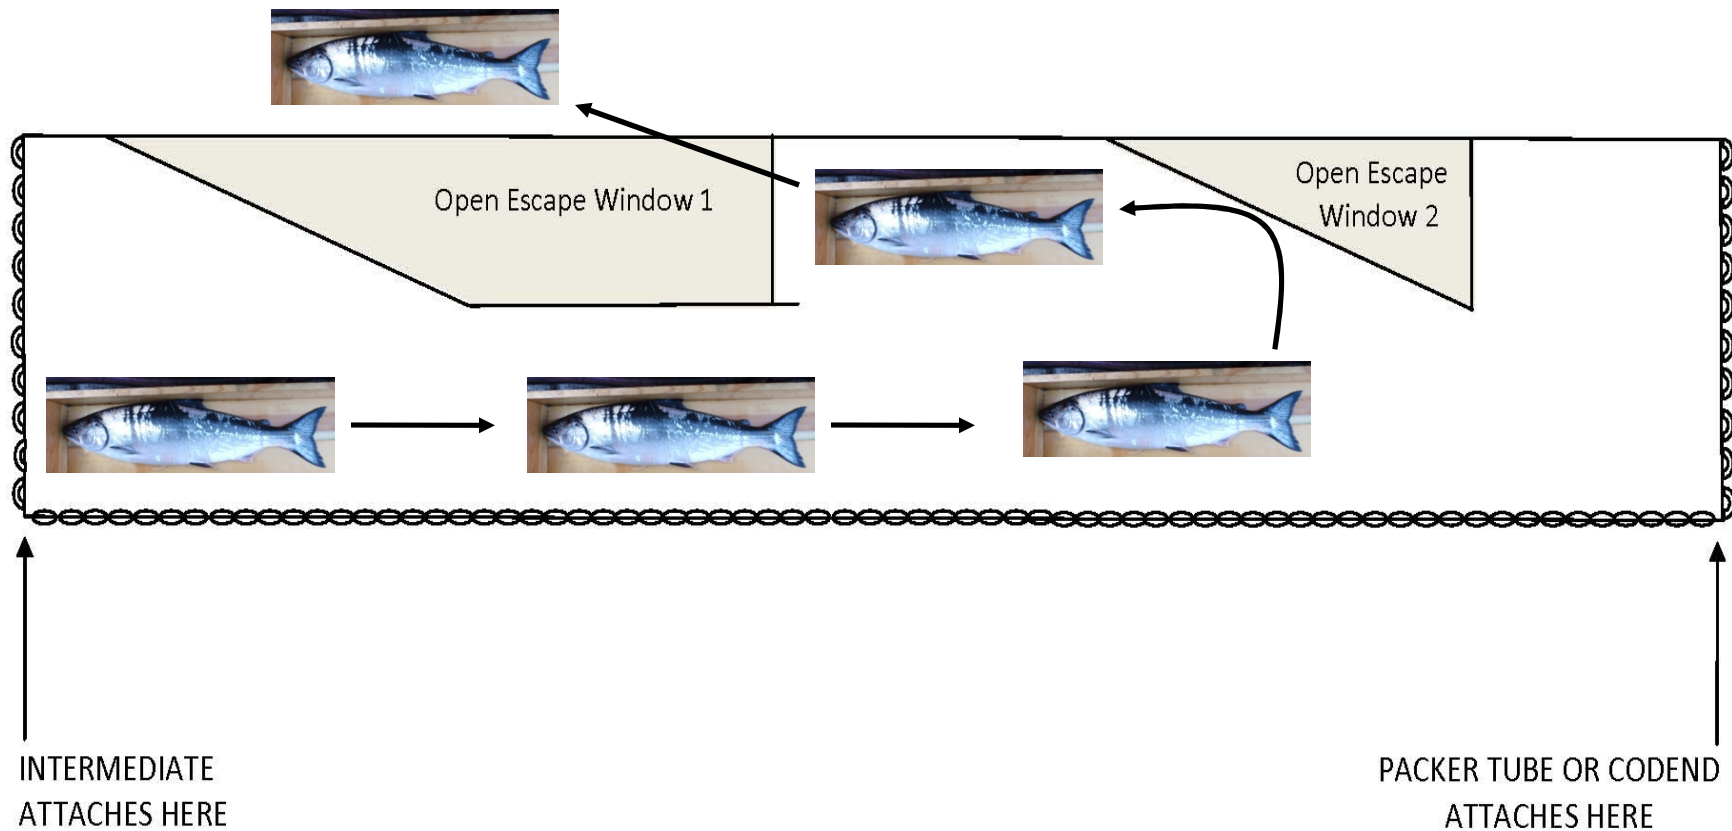 Open Escape Window 1
Open Escape
Window 2
INTERMEDIATE
ATTACHES HERE
PACKER TUBE OR CODEND
ATTACHES HERE